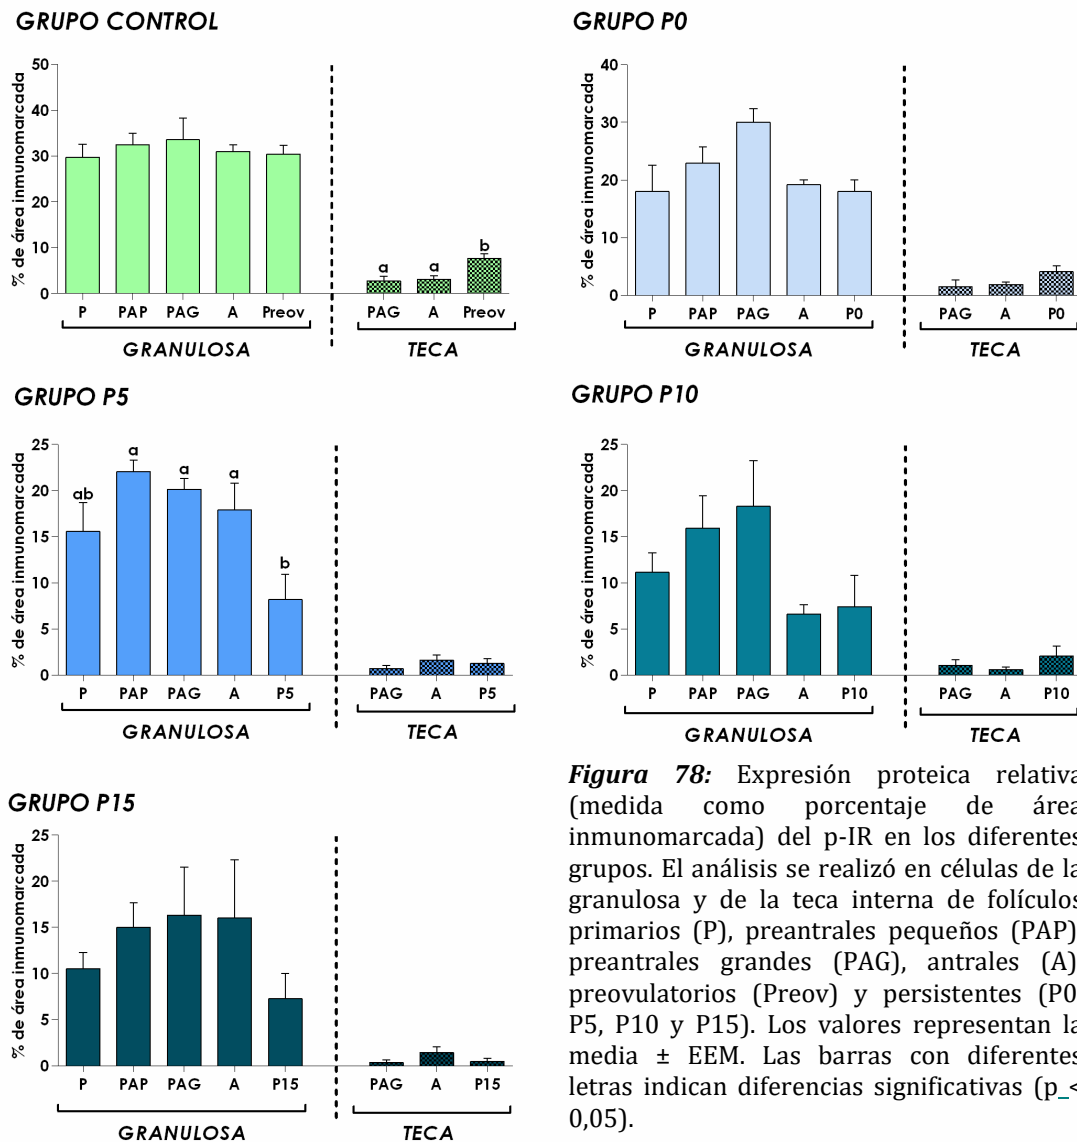 GRUPO CONTROL
% de área inmunomarcada
50
40
30
20
10
0
a
a
b
P PAP PAG A Preov
PAG A Preov
GRANULOSA
TECA
GRUPO P0
% de área inmunomarcada
40
30
20
10
0
P PAP PAG A P0
PAG A P0
GRANULOSA
TECA
GRUPO P5
% de área inmunomarcada
25
20
15
10
5
0
ab
a
a
a
b
P PAP PAG A P5
PAG A P5
GRANULOSA
TECA
GRUPO P10
% de área inmunomarcada
25
20
15
10
5
0
P PAP PAG A P10
PAG A P10
GRANULOSA
TECA
GRUPO P15
% de área inmunomarcada
25
20
15
10
5
0
P PAP PAG A P15
PAG A P15
GRANULOSA
TECA
Figura 78: Expresión proteica relativa
(medida como porcentaje de área
inmunomarcada) del p-IR en los diferentes
grupos. El análisis se realizó en células de la
granulosa y de la teca interna de folículos
primarios (P), preantrales pequeños (PAP)
preantrales grandes (PAG), antrales (A)
preovulatorios (Preov) y persistentes (P0
P5, P10 y P15). Los valores representan la
media ± EEM. Las barras con diferentes
letras indican diferencias significativas (p_<
0,05).